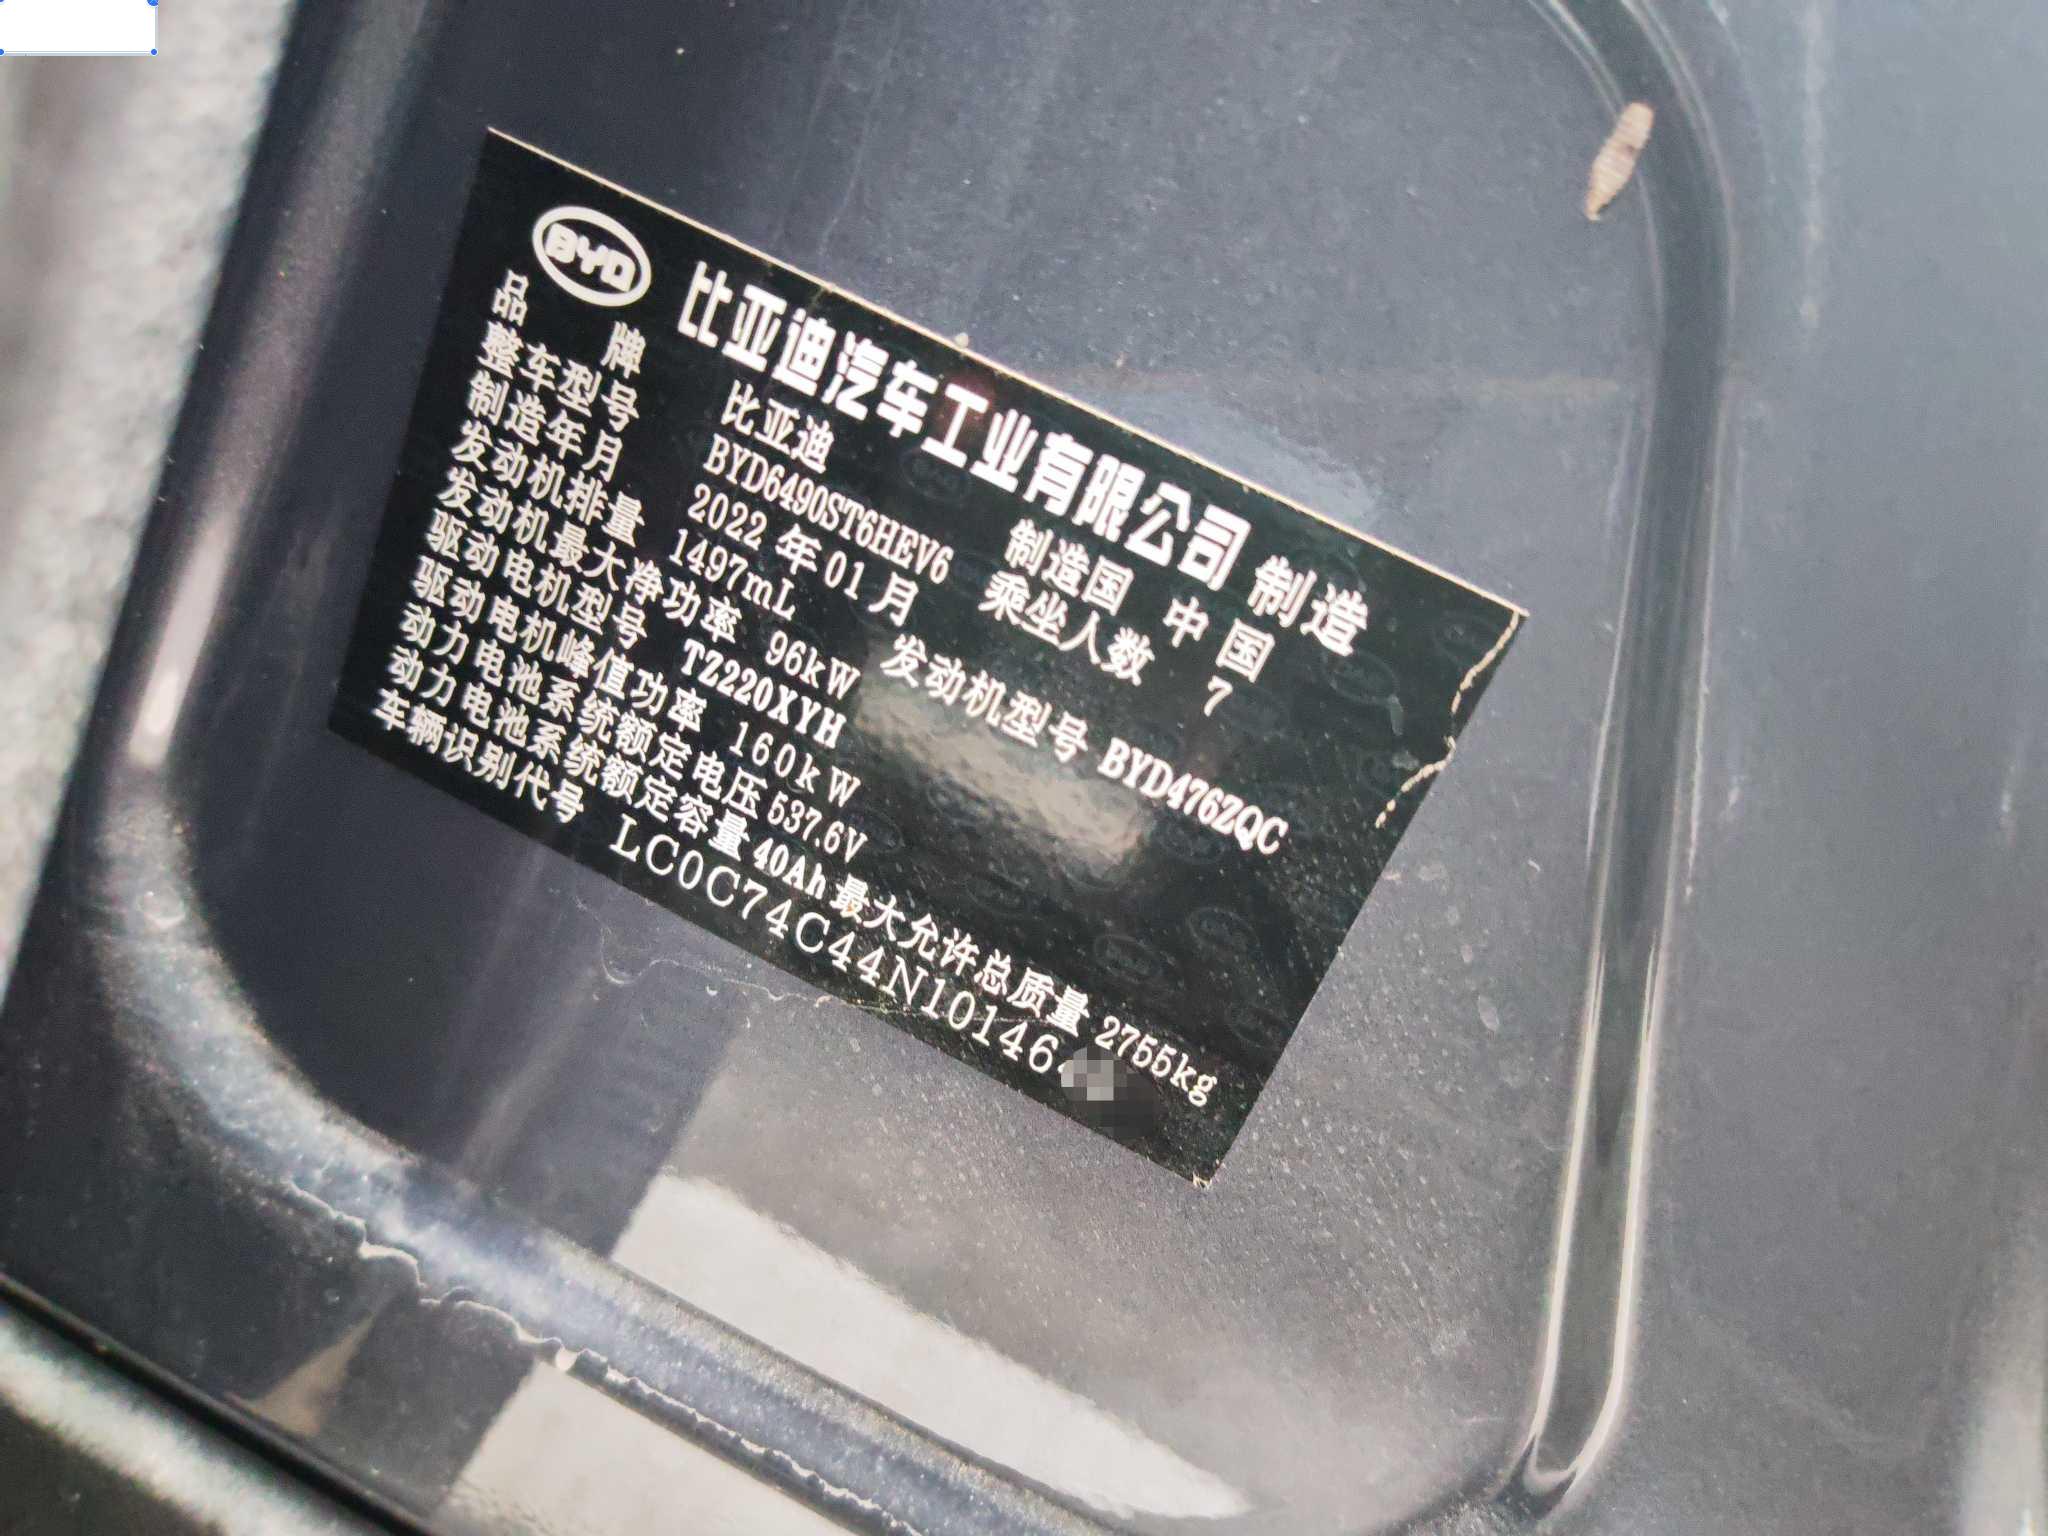 BYD 比亚迪汽车工业有限公司 制造
品牌 比亚迪 制造国 中国
整车型号 BYD6490ST6HEV6 乘坐人数 7
制造年月 2022年01月
发动机排量 1497mL 发动机型号 BYD476ZQC
发动机最大净功率 96kW
驱动电机型号 TZ220XYH
驱动电机峰值功率 160kW
动力电池系统额定电压 537.6V
动力电池系统额定容量 40Ah 最大允许总质量 2755kg
车辆识别代号 LC0C74C44N10146